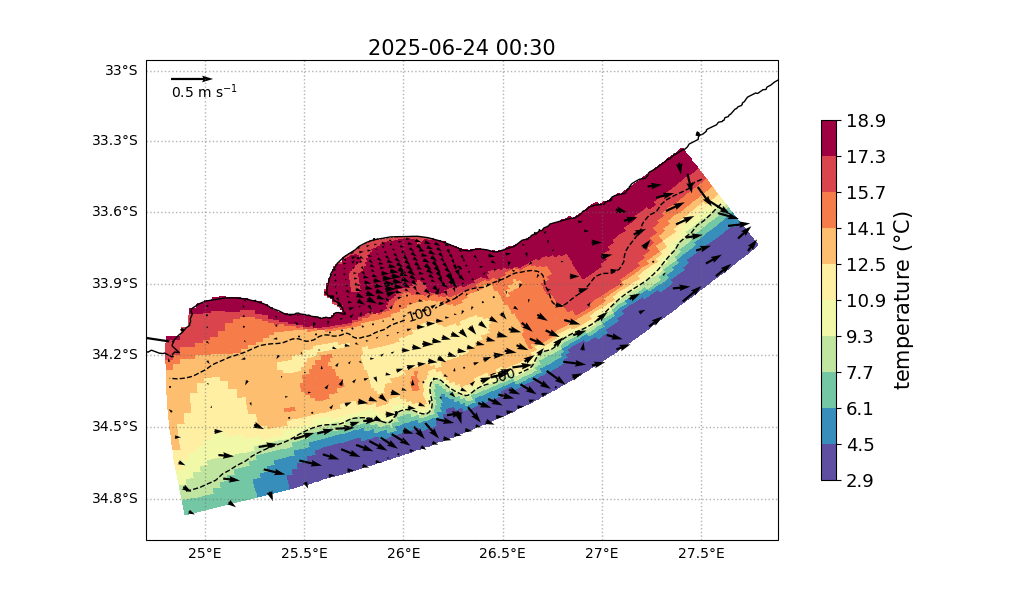 2025-06-24 00:30
0.5 m s⁻¹
33°S
33.3°S
33.6°S
33.9°S
34.2°S
34.5°S
34.8°S
25°E 25.5°E 26°E 26.5°E 27°E 27.5°E
100
500
18.9
17.3
15.7
14.1
12.5
10.9
9.3
7.7
6.1
4.5
2.9
temperature (°C)